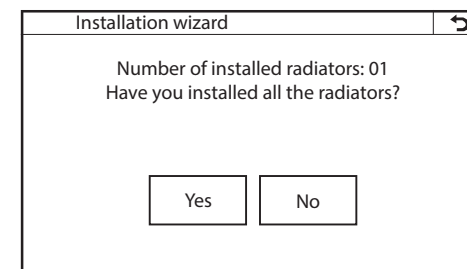 Installation wizard
Number of installed radiators: 01
Have you installed all the radiators?
Yes No